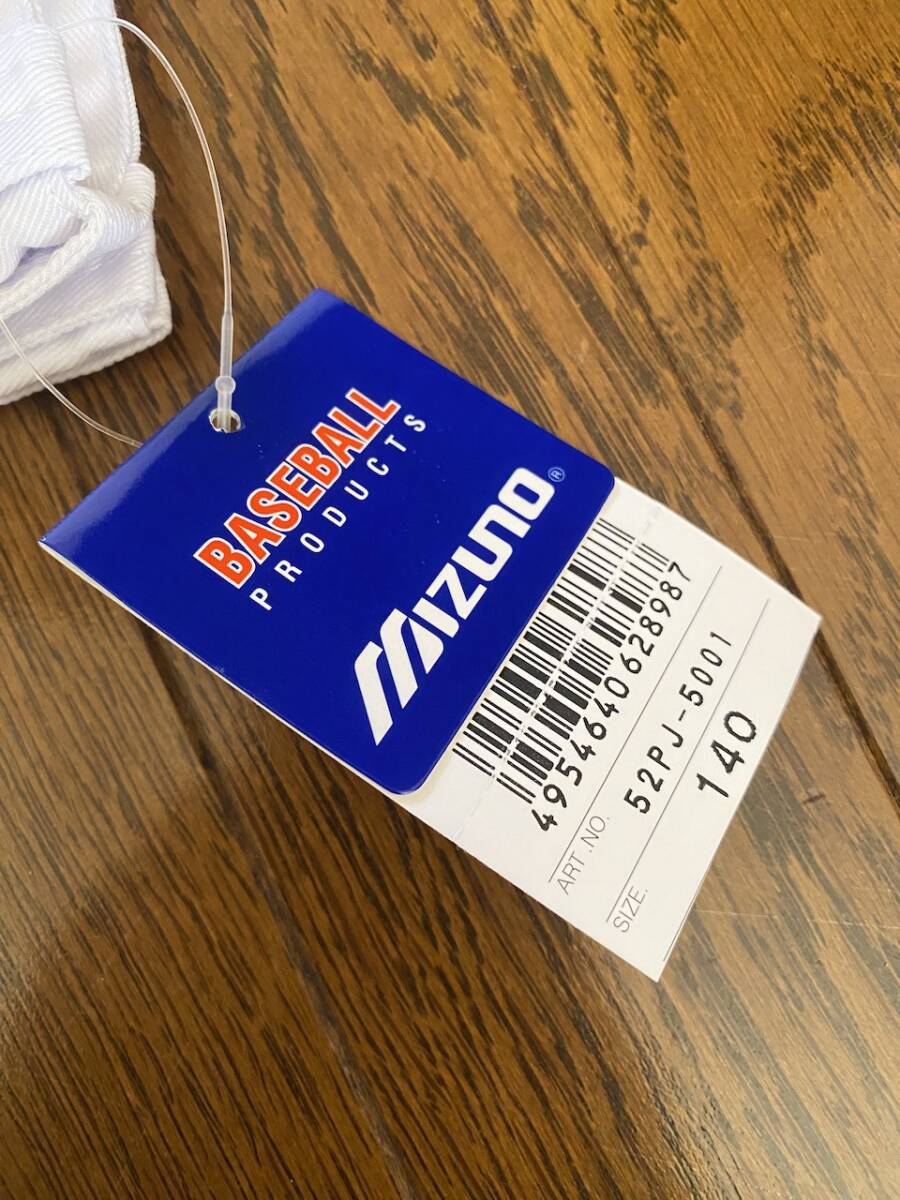 BASEBALL
PRODUCTS
MIZUNO®
4954640628987
ART.NO. 52PJ-5001
SIZE. 140